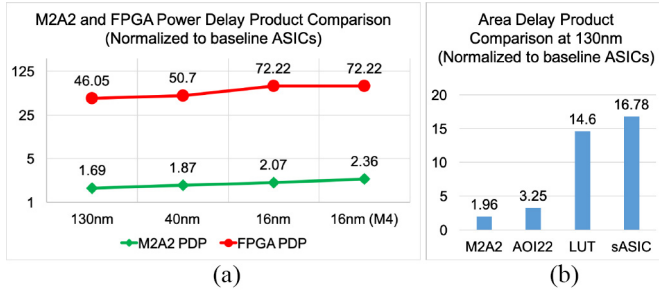 M2A2 and FPGA Power Delay Product Comparison
(Normalized to baseline ASICs)
125
46.05 50.7 72.22 72.22
25
5
1.69 1.87 2.07 2.36
1
130nm 40nm 16nm 16nm (M4)
M2A2 PDP FPGA PDP
(a)
Area Delay Product
Comparison at 130nm
(Normalized to baseline ASICs)
20
16.78
14.6
15
10
5
3.25
1.96
0
M2A2 AOI22 LUT sASIC
(b)